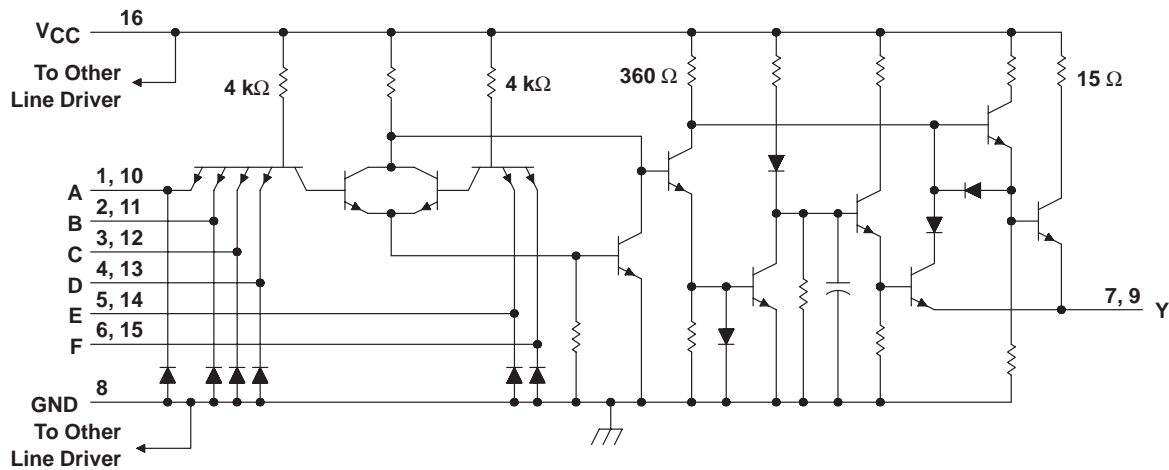 VCC 16
To Other
Line Driver
4 kΩ
4 kΩ
360 Ω
15 Ω
A 1, 10
B 2, 11
C 3, 12
D 4, 13
E 5, 14
F 6, 15
7, 9 Y
GND 8
To Other
Line Driver